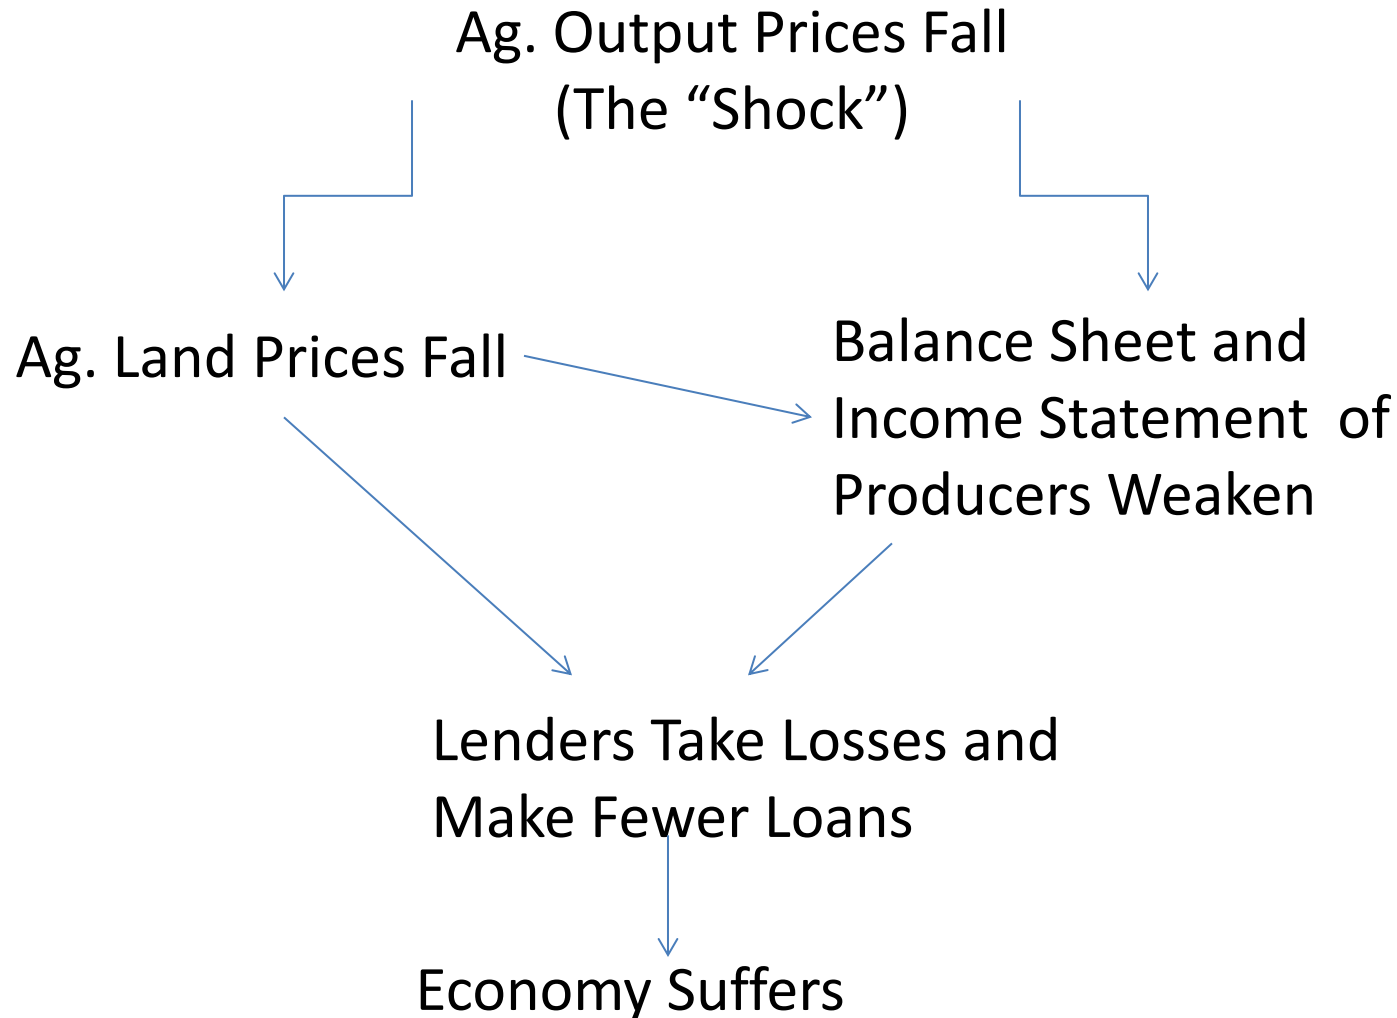 Ag. Output Prices Fall
(The “Shock”)
Ag. Land Prices Fall
Balance Sheet and
Income Statement of
Producers Weaken
Lenders Take Losses and
Make Fewer Loans
Economy Suffers